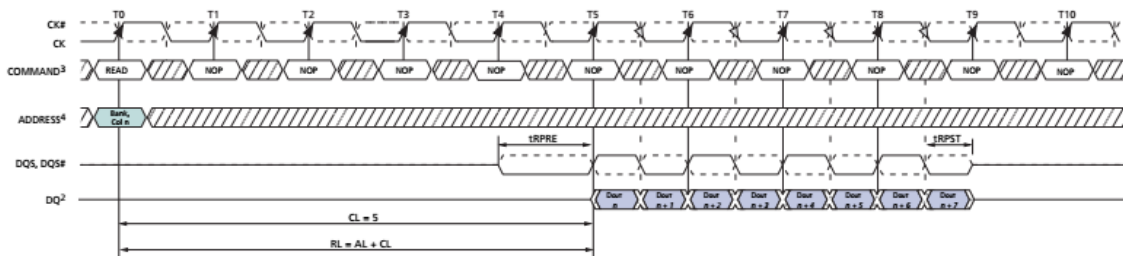 T0 T1 T2 T3 T4 T5 T6 T7 T8 T9 T10
CK#
CK
COMMAND3 READ NOP NOP NOP NOP NOP NOP NOP NOP NOP NOP
ADDRESS4 Bank, Col n
tRPRE tRPST
DQS, DQS#
DQ2 Dout n Dout n + 1 Dout n + 2 Dout n + 3 Dout n + 4 Dout n + 5 Dout n + 6 Dout n + 7
CL = 5
RL = AL + CL